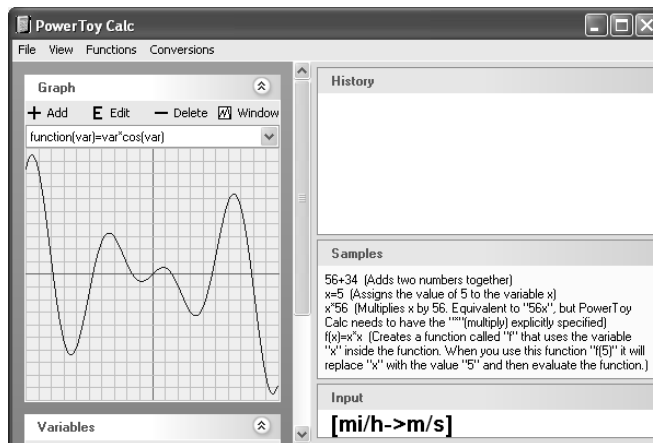 PowerToy Calc
File View Functions Conversions
Graph
Add E Edit Delete Window
function(var)=var*cos(var)
Variables
History
Samples
56+34 (Adds two numbers together)
x=5 (Assigns the value of 5 to the variable x)
x*56 (Multiplies x by 56. Equivalent to "56x", but PowerToy
Calc needs to have the "*"(multiply) explicitly specified)
f(x)=x*x (Creates a function called "f" that uses the variable
"x" inside the function. When you use this function "f(5)" it will
replace "x" with the value "5" and then evaluate the function.)
Input
[mi/h->m/s]